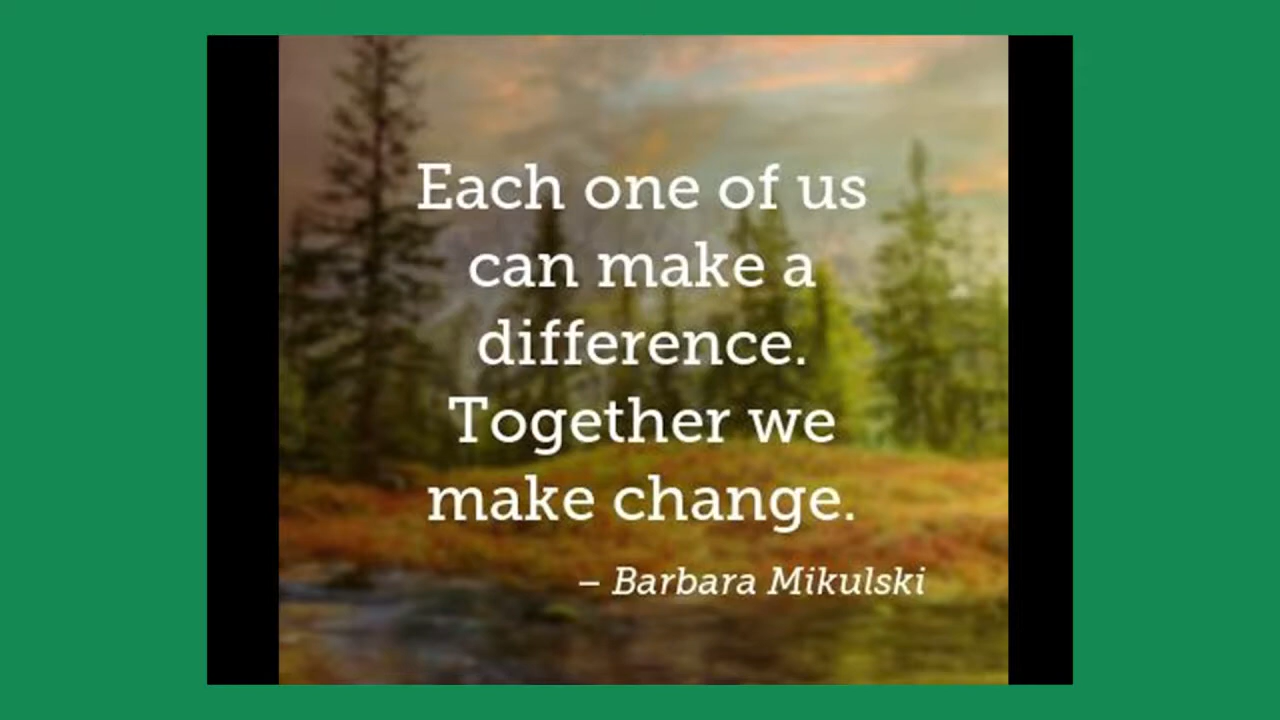 Each one of us
can make a
difference.
Together we
make change.
– Barbara Mikulski